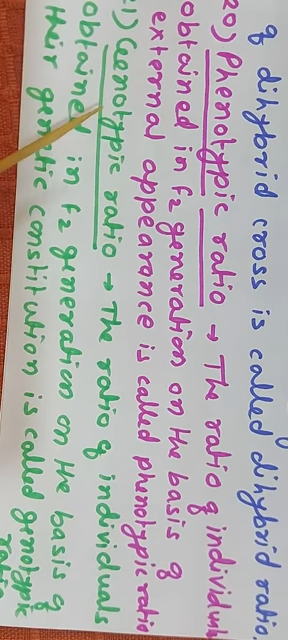 of dihybrid cross is called dihybrid ratio.
20) Phenotypic ratio → The ratio of individuals
obtained in f2 generation on the basis of
external appearance is called phenotypic ratio
.) Genotypic ratio → The ratio of individuals
obtained in f2 generation on the basis of
their genetic constitution is called genotypic
ratio